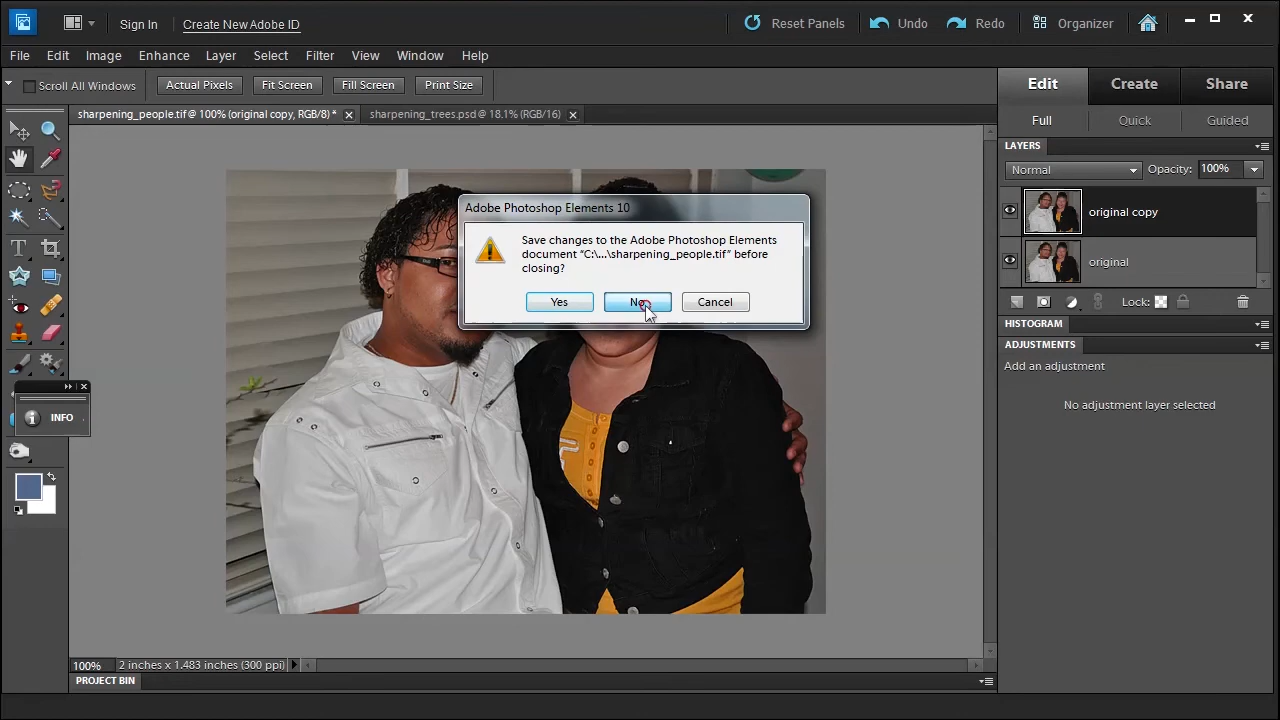 Sign In
Create New Adobe ID
Reset Panels
Undo
Redo
Organizer
File Edit Image Enhance Layer Select Filter View Window Help
Scroll All Windows
Actual Pixels
Fit Screen
Fill Screen
Print Size
Edit
Create
Share
sharpening_people.tif @ 100% (original copy, RGB/8) *
sharpening_trees.psd @ 18.1% (RGB/16)
Full
Quick
Guided
LAYERS
Normal
Opacity: 100%
original copy
original
Lock:
HISTOGRAM
ADJUSTMENTS
Add an adjustment
No adjustment layer selected
Adobe Photoshop Elements 10
Save changes to the Adobe Photoshop Elements
document “C:\...\sharpening_people.tif” before
closing?
Yes
No
Cancel
INFO
100%
2 inches x 1.483 inches (300 ppi)
PROJECT BIN